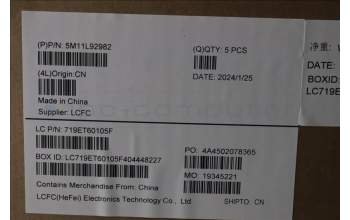 (P)P/N: 5M11L92982
(Q)QTY: 5 PCS
(4L)Origin:CN
DATE: 2024/1/25
Made in China
Supplier: LCFC
净重:
DATE:
BOXID
LC719E
LC P/N: 719ET60105F
PO: 4A4502078365
BOX ID: LC719ET60105F404448227
MO: 19345221
Contains Merchandise From: China
LCFC(HeFei) Electronics Technology Co., Ltd.
SHIPTO: CN